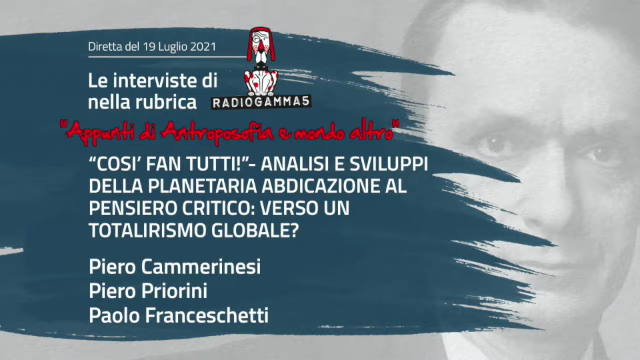 Diretta del 19 Luglio 2021
Le interviste di
nella rubrica RADIOGAMMA5
"Appunti di Antroposofia e mondo altro"
“COSI’ FAN TUTTI!”- ANALISI E SVILUPPI
DELLA PLANETARIA ABDICAZIONE AL
PENSIERO CRITICO: VERSO UN
TOTALIRISMO GLOBALE?
Piero Cammerinesi
Piero Priorini
Paolo Franceschetti